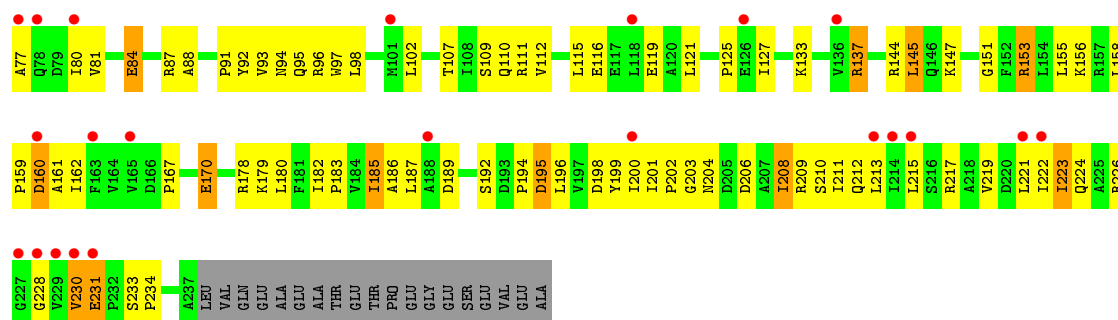 A77 Q78 D79 I80 V81 E84 R87 A88 P91 Y92 V93 N94 Q95 R96 W97 L98 M101 L102 T107 I108 S109 Q110 R111 V112 L115 E116 E117 L118 E119 A120 L121 P125 E126 I127 K133 V136 R137 R144 L145 Q146 K147 G151 F152 R153 L154 L155 K156 R157 L158
P159 D160 A161 I162 F163 V164 V165 D166 P167 E170 R178 K179 L180 F181 I182 P183 V184 I185 A186 L187 A188 D189 S192 D193 P194 D195 L196 V197 D198 Y199 I200 I201 P202 G203 N204 D205 D206 A207 I208 R209 S210 I211 Q212 L213 I214 L215 S216 R217 A218 V219 D220 L221 I222 I223 Q224 A225 R226
G227 G228 V229 V230 E231 P232 S233 P234 A237 LEU VAL GLN GLU ALA GLU ALA THR GLU THR PRO GLU GLY GLU SER GLU VAL GLU ALA